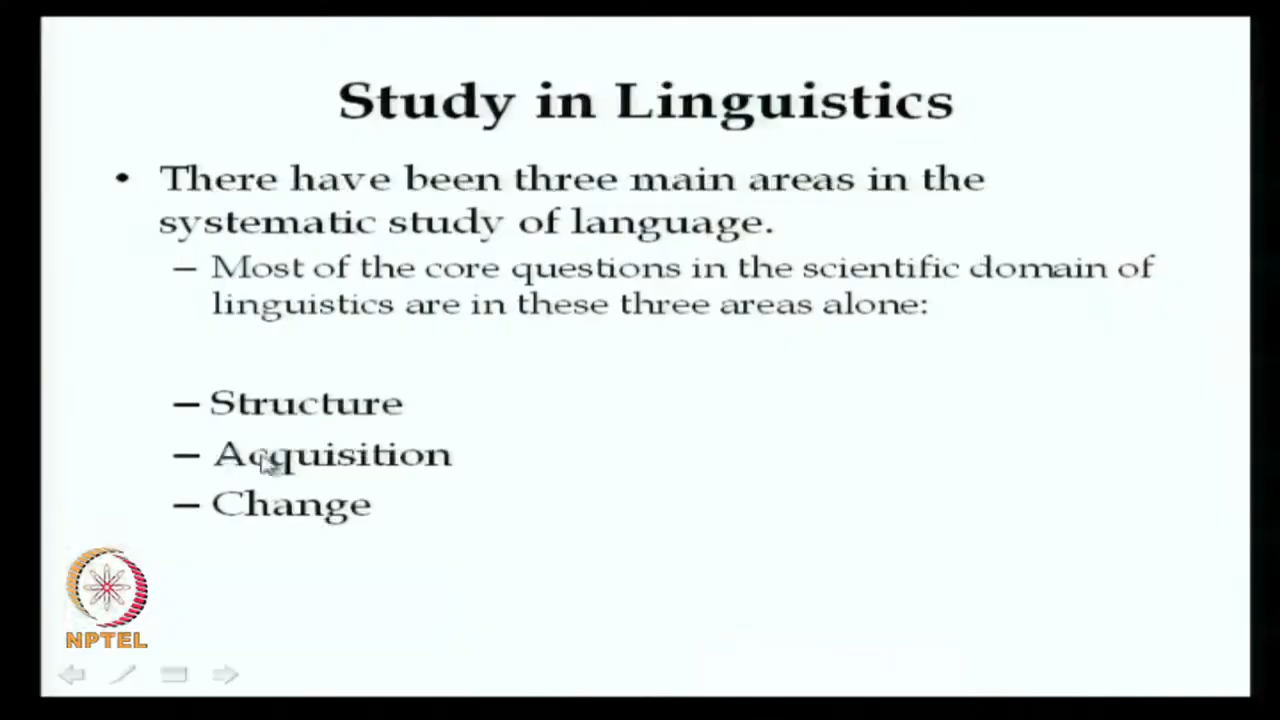 Study in Linguistics
• There have been three main areas in the
systematic study of language.
– Most of the core questions in the scientific domain of
linguistics are in these three areas alone:
– Structure
– Acquisition
– Change
NPTEL